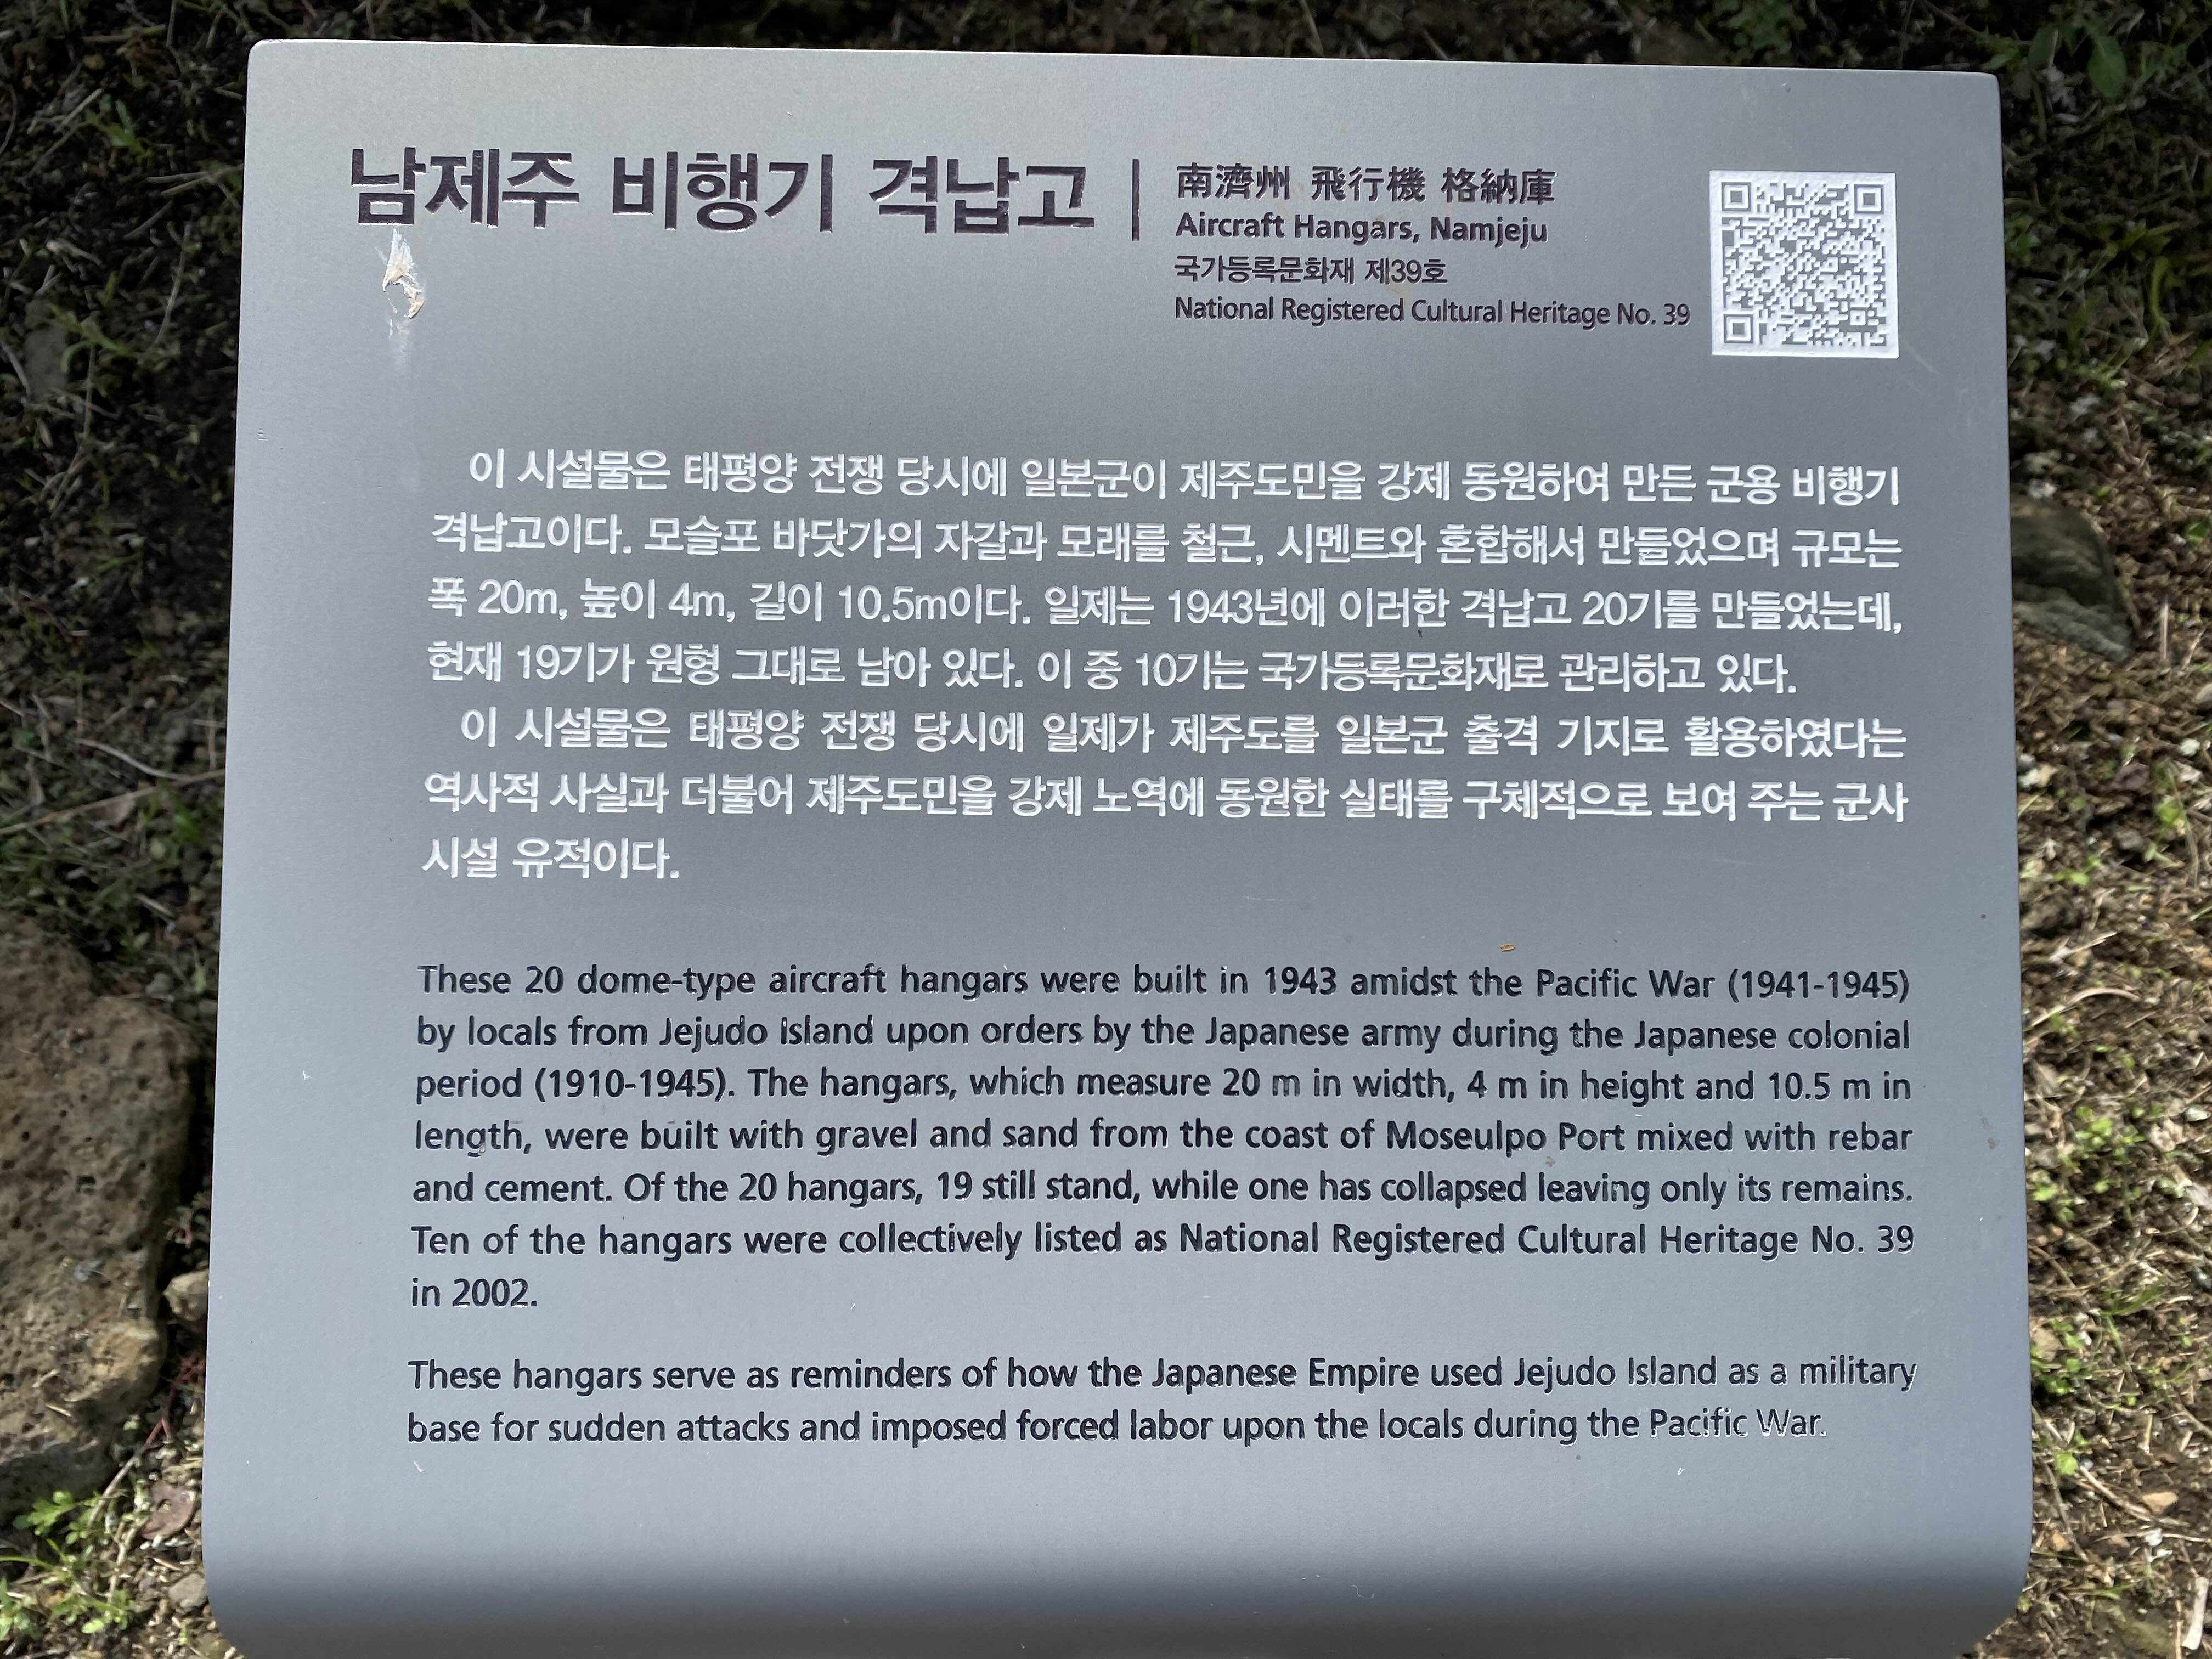 남제주 비행기 격납고
南濟州 飛行機 格納庫
Aircraft Hangars, Namjeju
국가등록문화재 제39호
National Registered Cultural Heritage No. 39
이 시설물은 태평양 전쟁 당시에 일본군이 제주도민을 강제 동원하여 만든 군용 비행기
격납고이다. 모슬포 바닷가의 자갈과 모래를 철근, 시멘트와 혼합해서 만들었으며 규모는
폭 20m, 높이 4m, 길이 10.5m이다. 일제는 1943년에 이러한 격납고 20기를 만들었는데,
현재 19기가 원형 그대로 남아 있다. 이 중 10기는 국가등록문화재로 관리하고 있다.
이 시설물은 태평양 전쟁 당시에 일제가 제주도를 일본군 출격 기지로 활용하였다는
역사적 사실과 더불어 제주도민을 강제 노역에 동원한 실태를 구체적으로 보여 주는 군사
시설 유적이다.
These 20 dome-type aircraft hangars were built in 1943 amidst the Pacific War (1941-1945)
by locals from Jejudo Island upon orders by the Japanese army during the Japanese colonial
period (1910-1945). The hangars, which measure 20 m in width, 4 m in height and 10.5 m in
length, were built with gravel and sand from the coast of Moseulpo Port mixed with rebar
and cement. Of the 20 hangars, 19 still stand, while one has collapsed leaving only its remains.
Ten of the hangars were collectively listed as National Registered Cultural Heritage No. 39
in 2002.
These hangars serve as reminders of how the Japanese Empire used Jejudo Island as a military
base for sudden attacks and imposed forced labor upon the locals during the Pacific War.